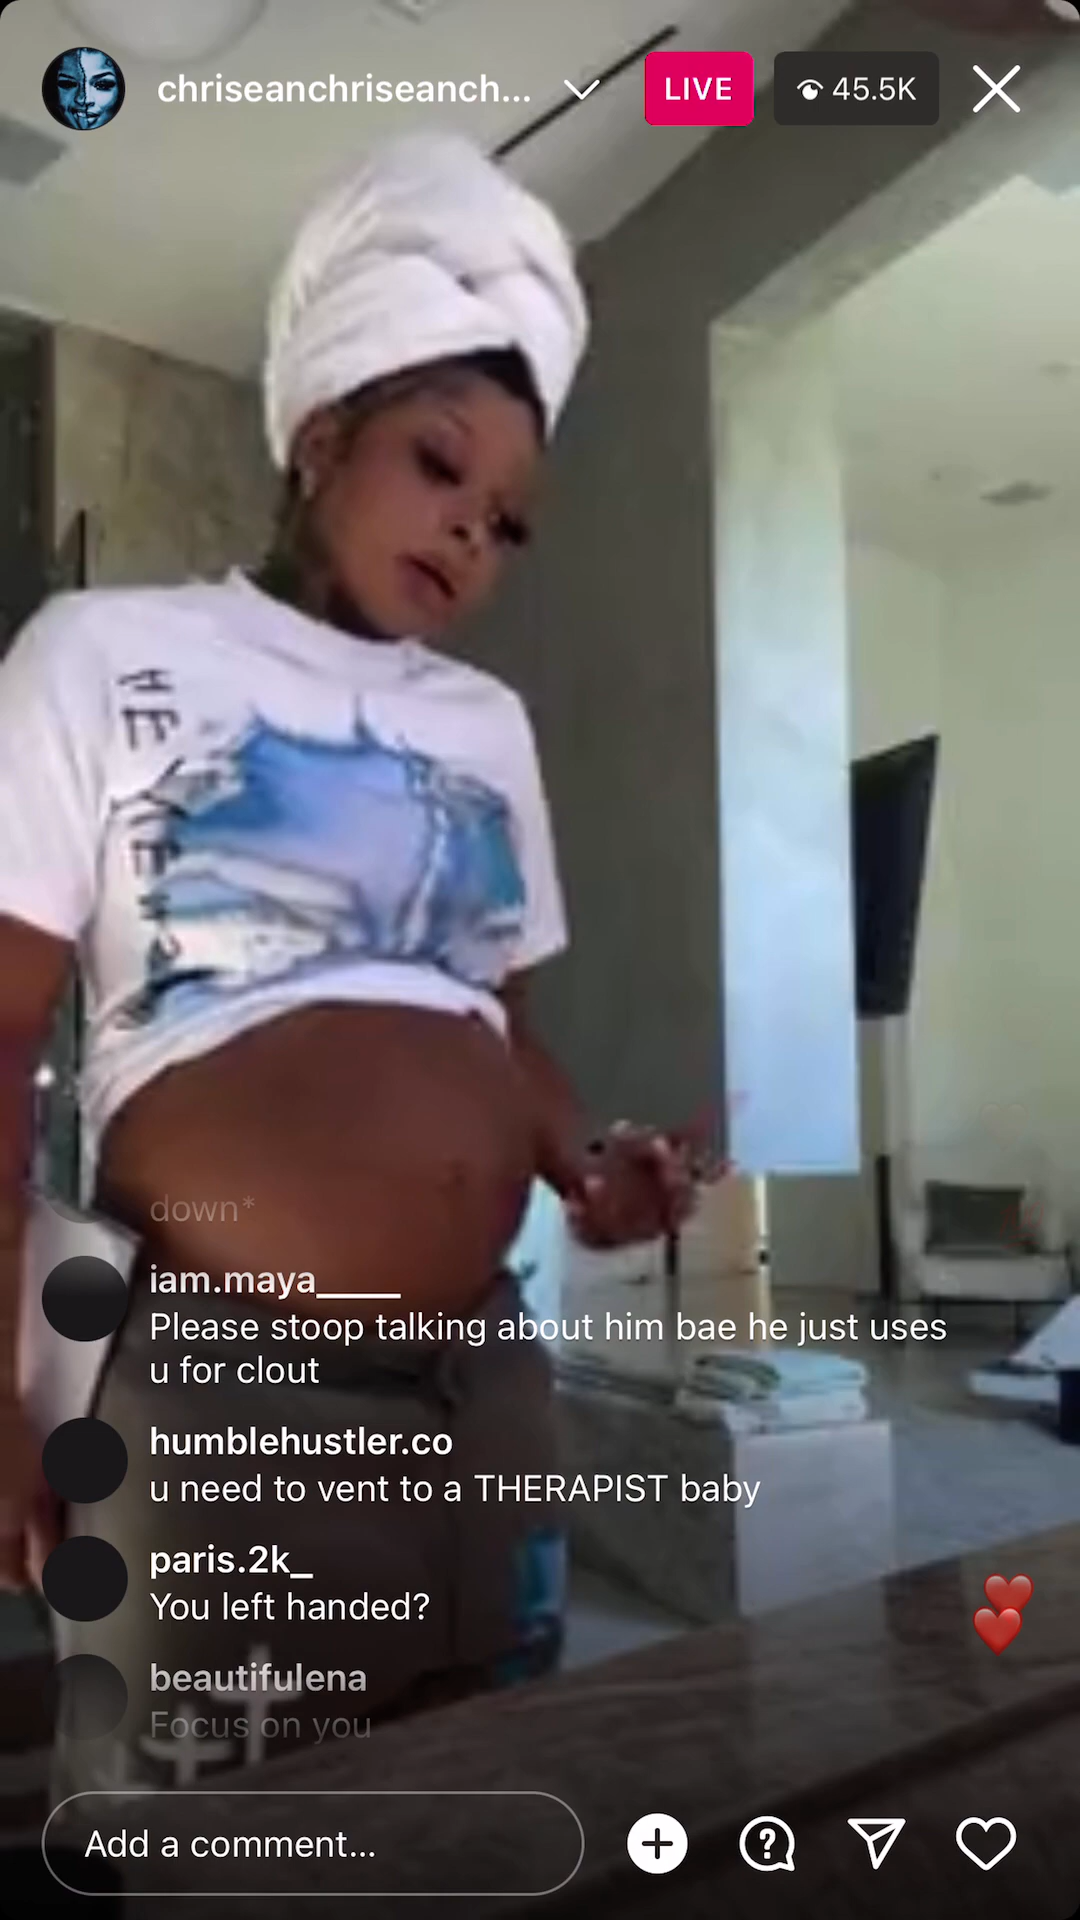 chriseanchriseanch...
LIVE
45.5K
down*
iam.maya____
Please stoop talking about him bae he just uses
u for clout
humblehustler.co
u need to vent to a THERAPIST baby
paris.2k_
You left handed?
beautifulena
Focus on you
Add a comment...